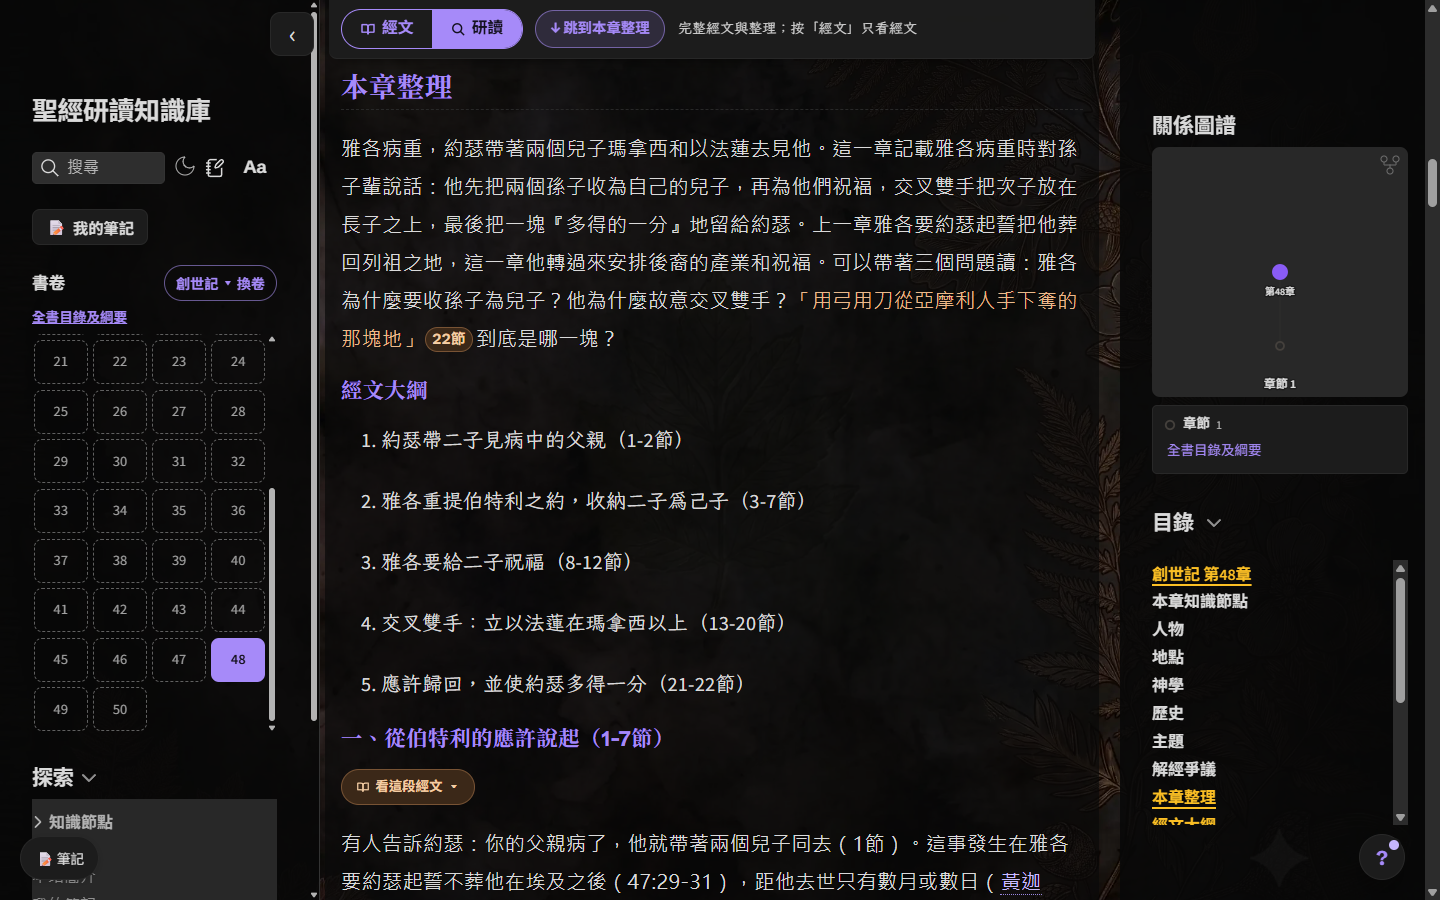 聖經研讀知識庫
搜尋
Aa
我的筆記
書卷
創世記 換卷
全書目錄及綱要
21 22 23 24
25 26 27 28
29 30 31 32
33 34 35 36
37 38 39 40
41 42 43 44
45 46 47 48
49 50
探索
知識節點
筆記
經文 研讀 ↓跳到本章整理 完整經文與整理；按「經文」只看經文
本章整理
雅各病重，約瑟帶著兩個兒子瑪拿西和以法蓮去見他。這一章記載雅各病重時對孫
子輩說話：他先把兩個孫子收為自己的兒子，再為他們祝福，交叉雙手把次子放在
長子之上，最後把一塊『多得的一分』地留給約瑟。上一章雅各要約瑟起誓把他葬
回列祖之地，這一章他轉過來安排後裔的產業和祝福。可以帶著三個問題讀：雅各
為什麼要收孫子為兒子？他為什麼故意交叉雙手？「用弓用刀從亞摩利人手下奪的
那塊地」 22節 到底是哪一塊？
經文大綱
1. 約瑟帶二子見病中的父親（1-2節）
2. 雅各重提伯特利之約，收納二子爲己子（3-7節）
3. 雅各要給二子祝福（8-12節）
4. 交叉雙手：立以法蓮在瑪拿西以上（13-20節）
5. 應許歸回，並使約瑟多得一分（21-22節）
一、從伯特利的應許說起（1-7節）
看這段經文
有人告訴約瑟：你的父親病了，他就帶著兩個兒子同去（1節）。這事發生在雅各
要約瑟起誓不葬他在埃及之後（47:29-31），距他去世只有數月或數日（黃迦
關係圖譜
第48章
章節 1
章節 1
全書目錄及綱要
目錄
創世記 第48章
本章知識節點
人物
地點
神學
歷史
主題
解經爭議
本章整理
經文大綱
?